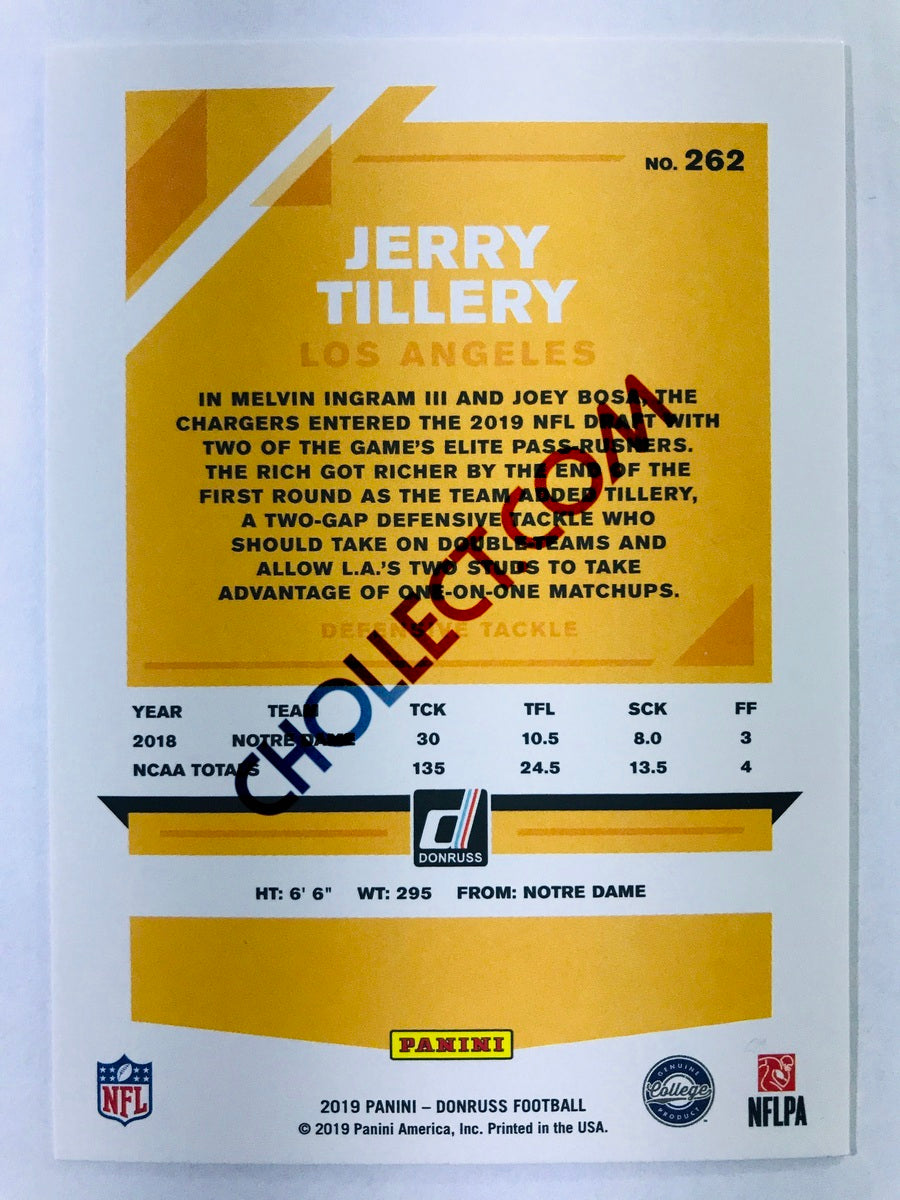 NO. 262
JERRY
TILLERY
LOS ANGELES
IN MELVIN INGRAM III AND JOEY BOSA, THE
CHARGERS ENTERED THE 2019 NFL DRAFT WITH
TWO OF THE GAME'S ELITE PASS-RUSHERS.
THE RICH GOT RICHER BY THE END OF THE
FIRST ROUND AS THE TEAM ADDED TILLERY,
A TWO-GAP DEFENSIVE TACKLE WHO
SHOULD TAKE ON DOUBLE-TEAMS AND
ALLOW L.A.'S TWO STUDS TO TAKE
ADVANTAGE OF ONE-ON-ONE MATCHUPS.
DEFENSIVE TACKLE
CHOLLECT.COM
YEAR TEAM TCK TFL SCK FF
2018 NOTRE DAME 30 10.5 8.0 3
NCAA TOTALS 135 24.5 13.5 4
d
DONRUSS
HT: 6' 6" WT: 295 FROM: NOTRE DAME
PANINI
NFL
2019 PANINI – DONRUSS FOOTBALL
© 2019 Panini America, Inc. Printed in the USA.
GENUINE
College
PRODUCT
™
NFLPA